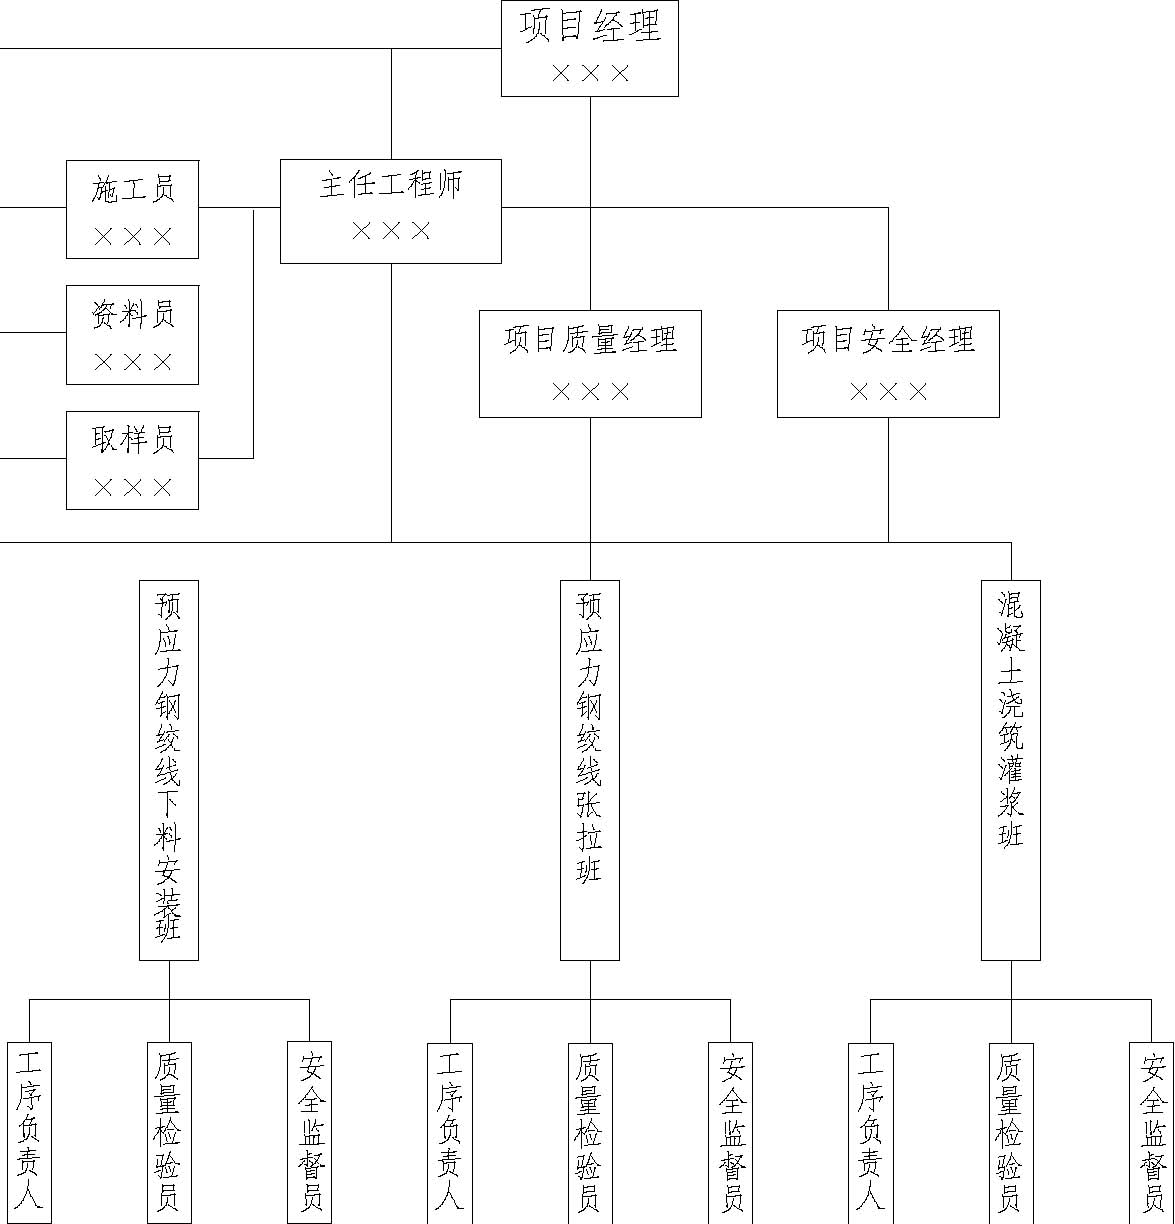 项目经理
×××
主任工程师
×××
施工员
×××
资料员
×××
取样员
×××
项目质量经理
×××
项目安全经理
×××
预应力钢绞线下料安装班
预应力钢绞线张拉班
混凝土浇筑灌浆班
工序负责人
质量检验员
安全监督员
工序负责人
质量检验员
安全监督员
工序负责人
质量检验员
安全监督员